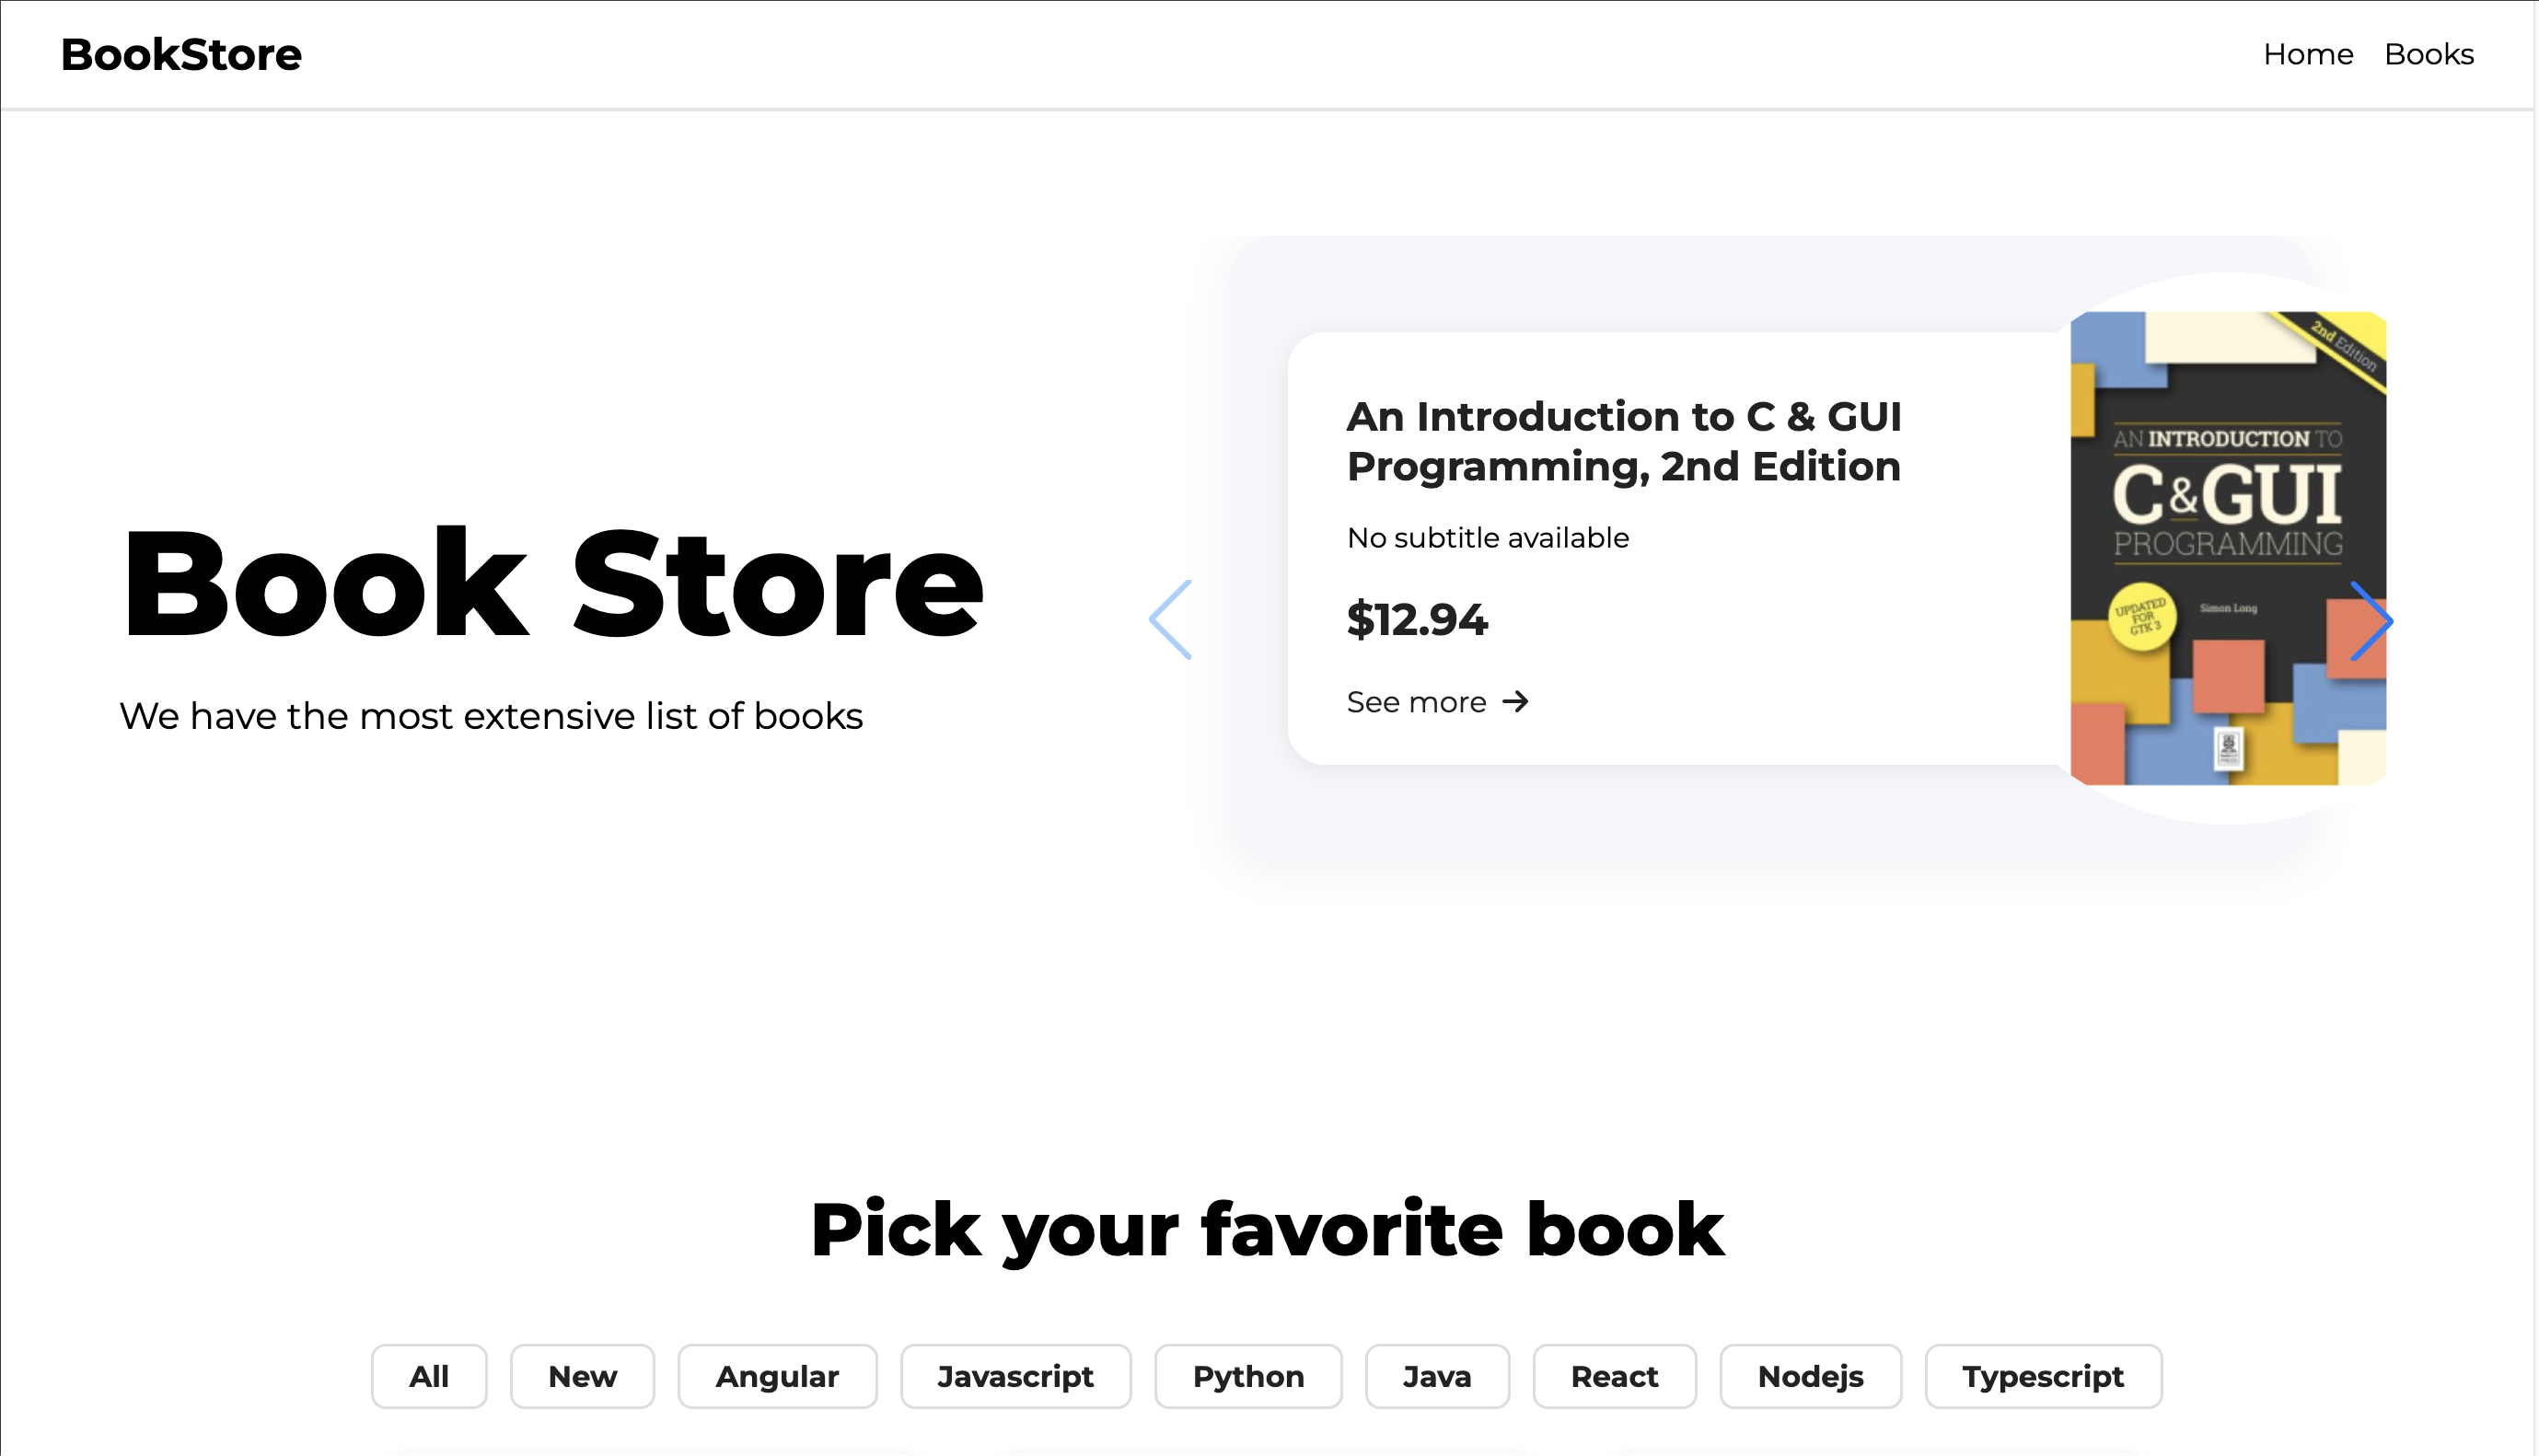 BookStore
Home Books
Book Store
We have the most extensive list of books
An Introduction to C & GUI
Programming, 2nd Edition
No subtitle available
$12.94
See more
2nd Edition
AN INTRODUCTION TO
C & GUI
PROGRAMMING
UPDATED
FOR
GTK 3
Simon Long
Pick your favorite book
All New Angular Javascript Python Java React Nodejs Typescript